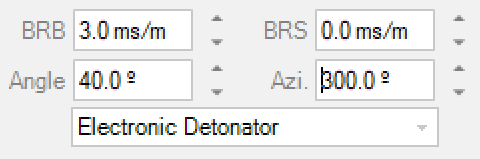 BRB 3.0 ms/m BRS 0.0 ms/m
Angle 40.0 º Azi. 300.0 º
Electronic Detonator